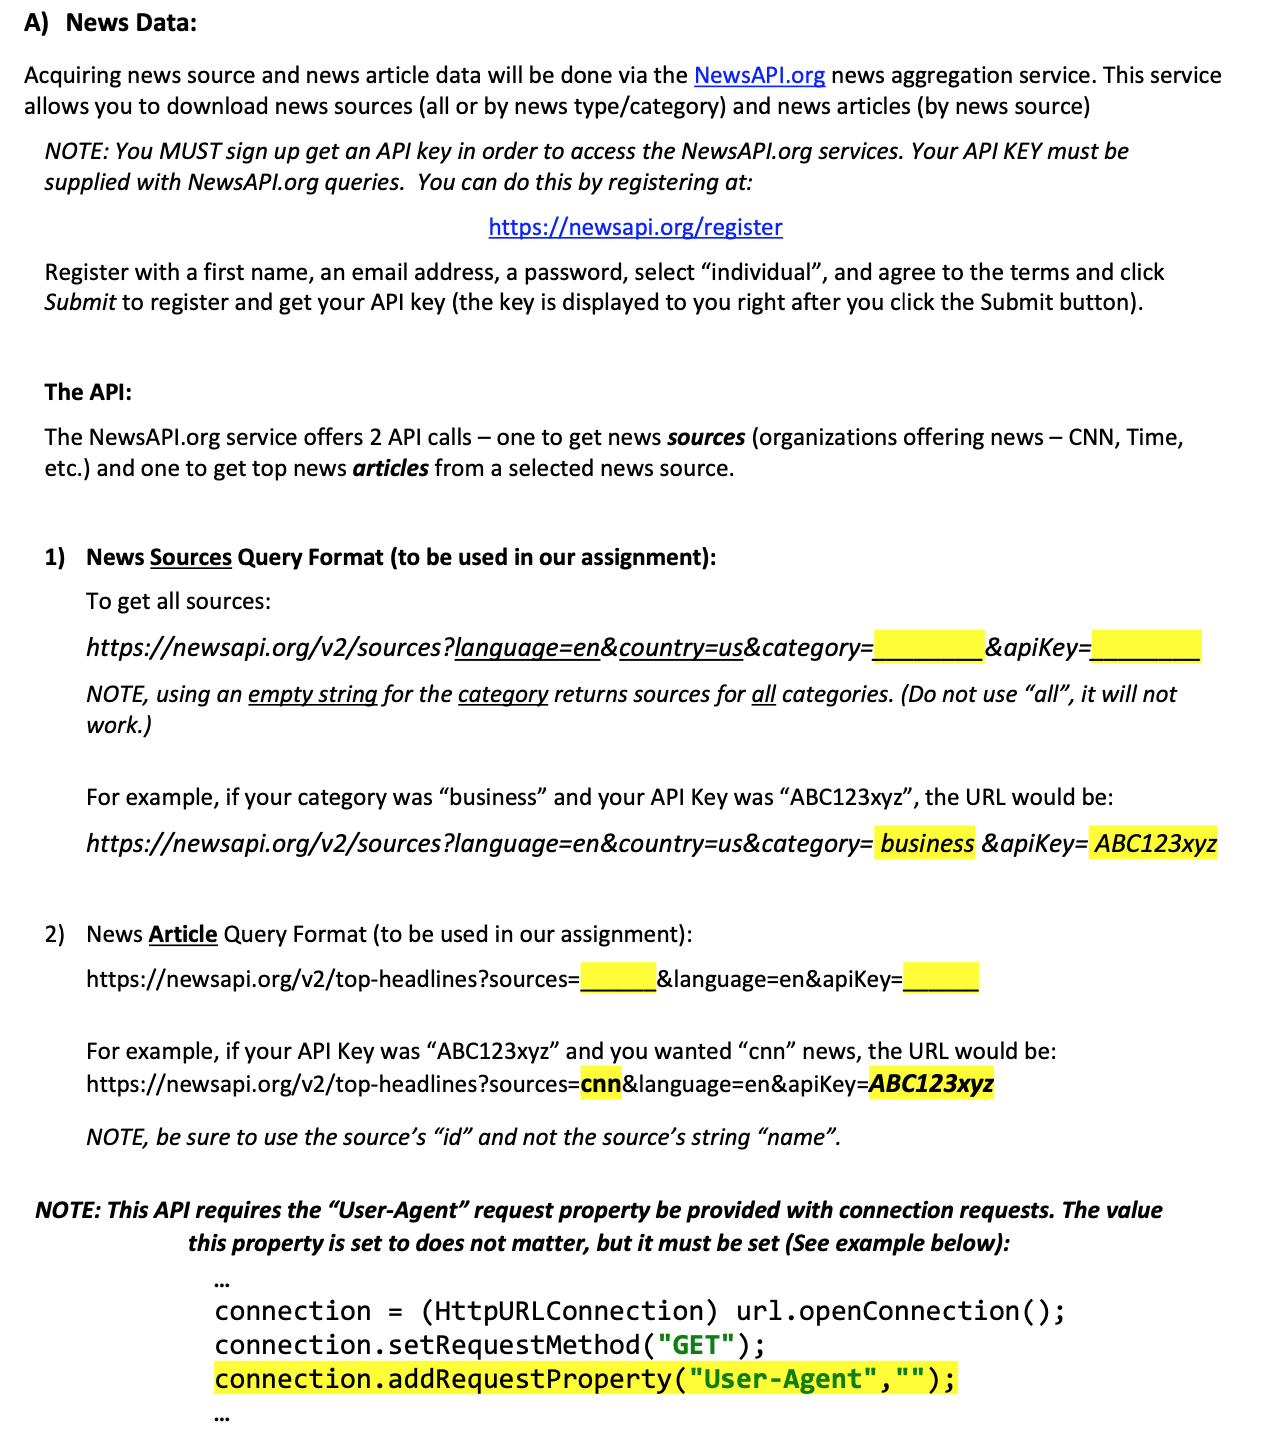 A) News Data:
Acquiring news source and news article data will be done via the NewsAPI.org news aggregation service. This service
allows you to download news sources (all or by news type/category) and news articles (by news source)
NOTE: You MUST sign up get an API key in order to access the NewsAPI.org services. Your API KEY must be
supplied with NewsAPI.org queries.  You can do this by registering at:
https://newsapi.org/register
Register with a first name, an email address, a password, select “individual”, and agree to the terms and click
Submit to register and get your API key (the key is displayed to you right after you click the Submit button).
The API:
The NewsAPI.org service offers 2 API calls – one to get news sources (organizations offering news – CNN, Time,
etc.) and one to get top news articles from a selected news source.
1) News Sources Query Format (to be used in our assignment):
To get all sources:
https://newsapi.org/v2/sources?language=en&country=us&category=________&apiKey=________
NOTE, using an empty string for the category returns sources for all categories. (Do not use “all”, it will not
work.)
For example, if your category was “business” and your API Key was “ABC123xyz”, the URL would be:
https://newsapi.org/v2/sources?language=en&country=us&category= business &apiKey= ABC123xyz
2) News Article Query Format (to be used in our assignment):
https://newsapi.org/v2/top-headlines?sources=______&language=en&apiKey=______
For example, if your API Key was “ABC123xyz” and you wanted “cnn” news, the URL would be:
https://newsapi.org/v2/top-headlines?sources=cnn&language=en&apiKey=ABC123xyz
NOTE, be sure to use the source’s “id” and not the source’s string “name”.
NOTE: This API requires the “User-Agent” request property be provided with connection requests. The value
this property is set to does not matter, but it must be set (See example below):
…
connection = (HttpURLConnection) url.openConnection();
connection.setRequestMethod("GET");
connection.addRequestProperty("User-Agent","");
…